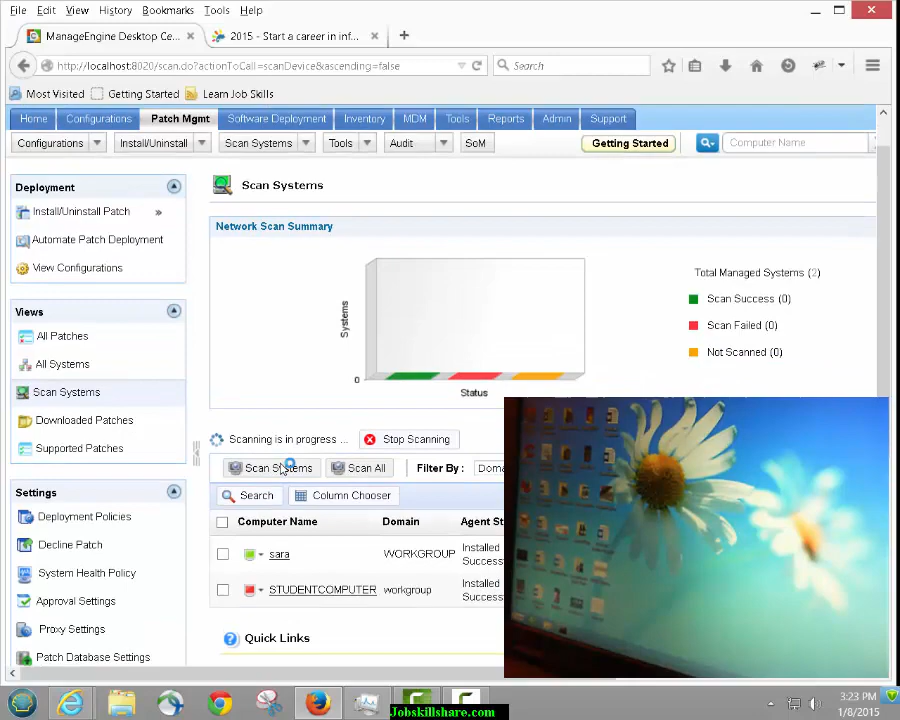 File Edit View History Bookmarks Tools Help
ManageEngine Desktop Ce... 2015 - Start a career in inf...
http://localhost:8020/scan.do?actionToCall=scanDevice&ascending=false Search
Most Visited Getting Started Learn Job Skills
Home Configurations Patch Mgmt Software Deployment Inventory MDM Tools Reports Admin Support
Configurations Install/Uninstall Scan Systems Tools Audit SoM Getting Started Computer Name
Deployment
Install/Uninstall Patch »
Automate Patch Deployment
View Configurations
Views
All Patches
All Systems
Scan Systems
Downloaded Patches
Supported Patches
Settings
Deployment Policies
Decline Patch
System Health Policy
Approval Settings
Proxy Settings
Patch Database Settings
Scan Systems
Network Scan Summary
Systems
0
Status
Total Managed Systems (2)
Scan Success (0)
Scan Failed (0)
Not Scanned (0)
Scanning is in progress ... Stop Scanning
Scan Systems Scan All Filter By : Doma
Search Column Chooser
Computer Name Domain Agent St
sara WORKGROUP Installed
Succes
STUDENTCOMPUTER workgroup Installed
Succes
Quick Links
Jobskillshare.com
3:23 PM
1/8/2015